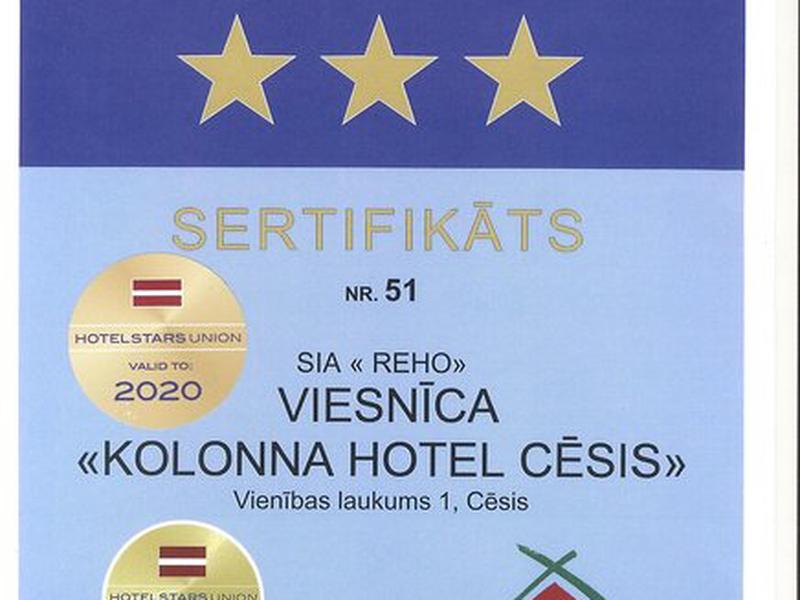 SERTIFIKĀTS
NR. 51
HOTELSTARS UNION
VALID TO:
2020
SIA « REHO»
VIESNĪCA
«KOLONNA HOTEL CĒSIS»
Vienības laukums 1, Cēsis
HOTELSTARS UNION